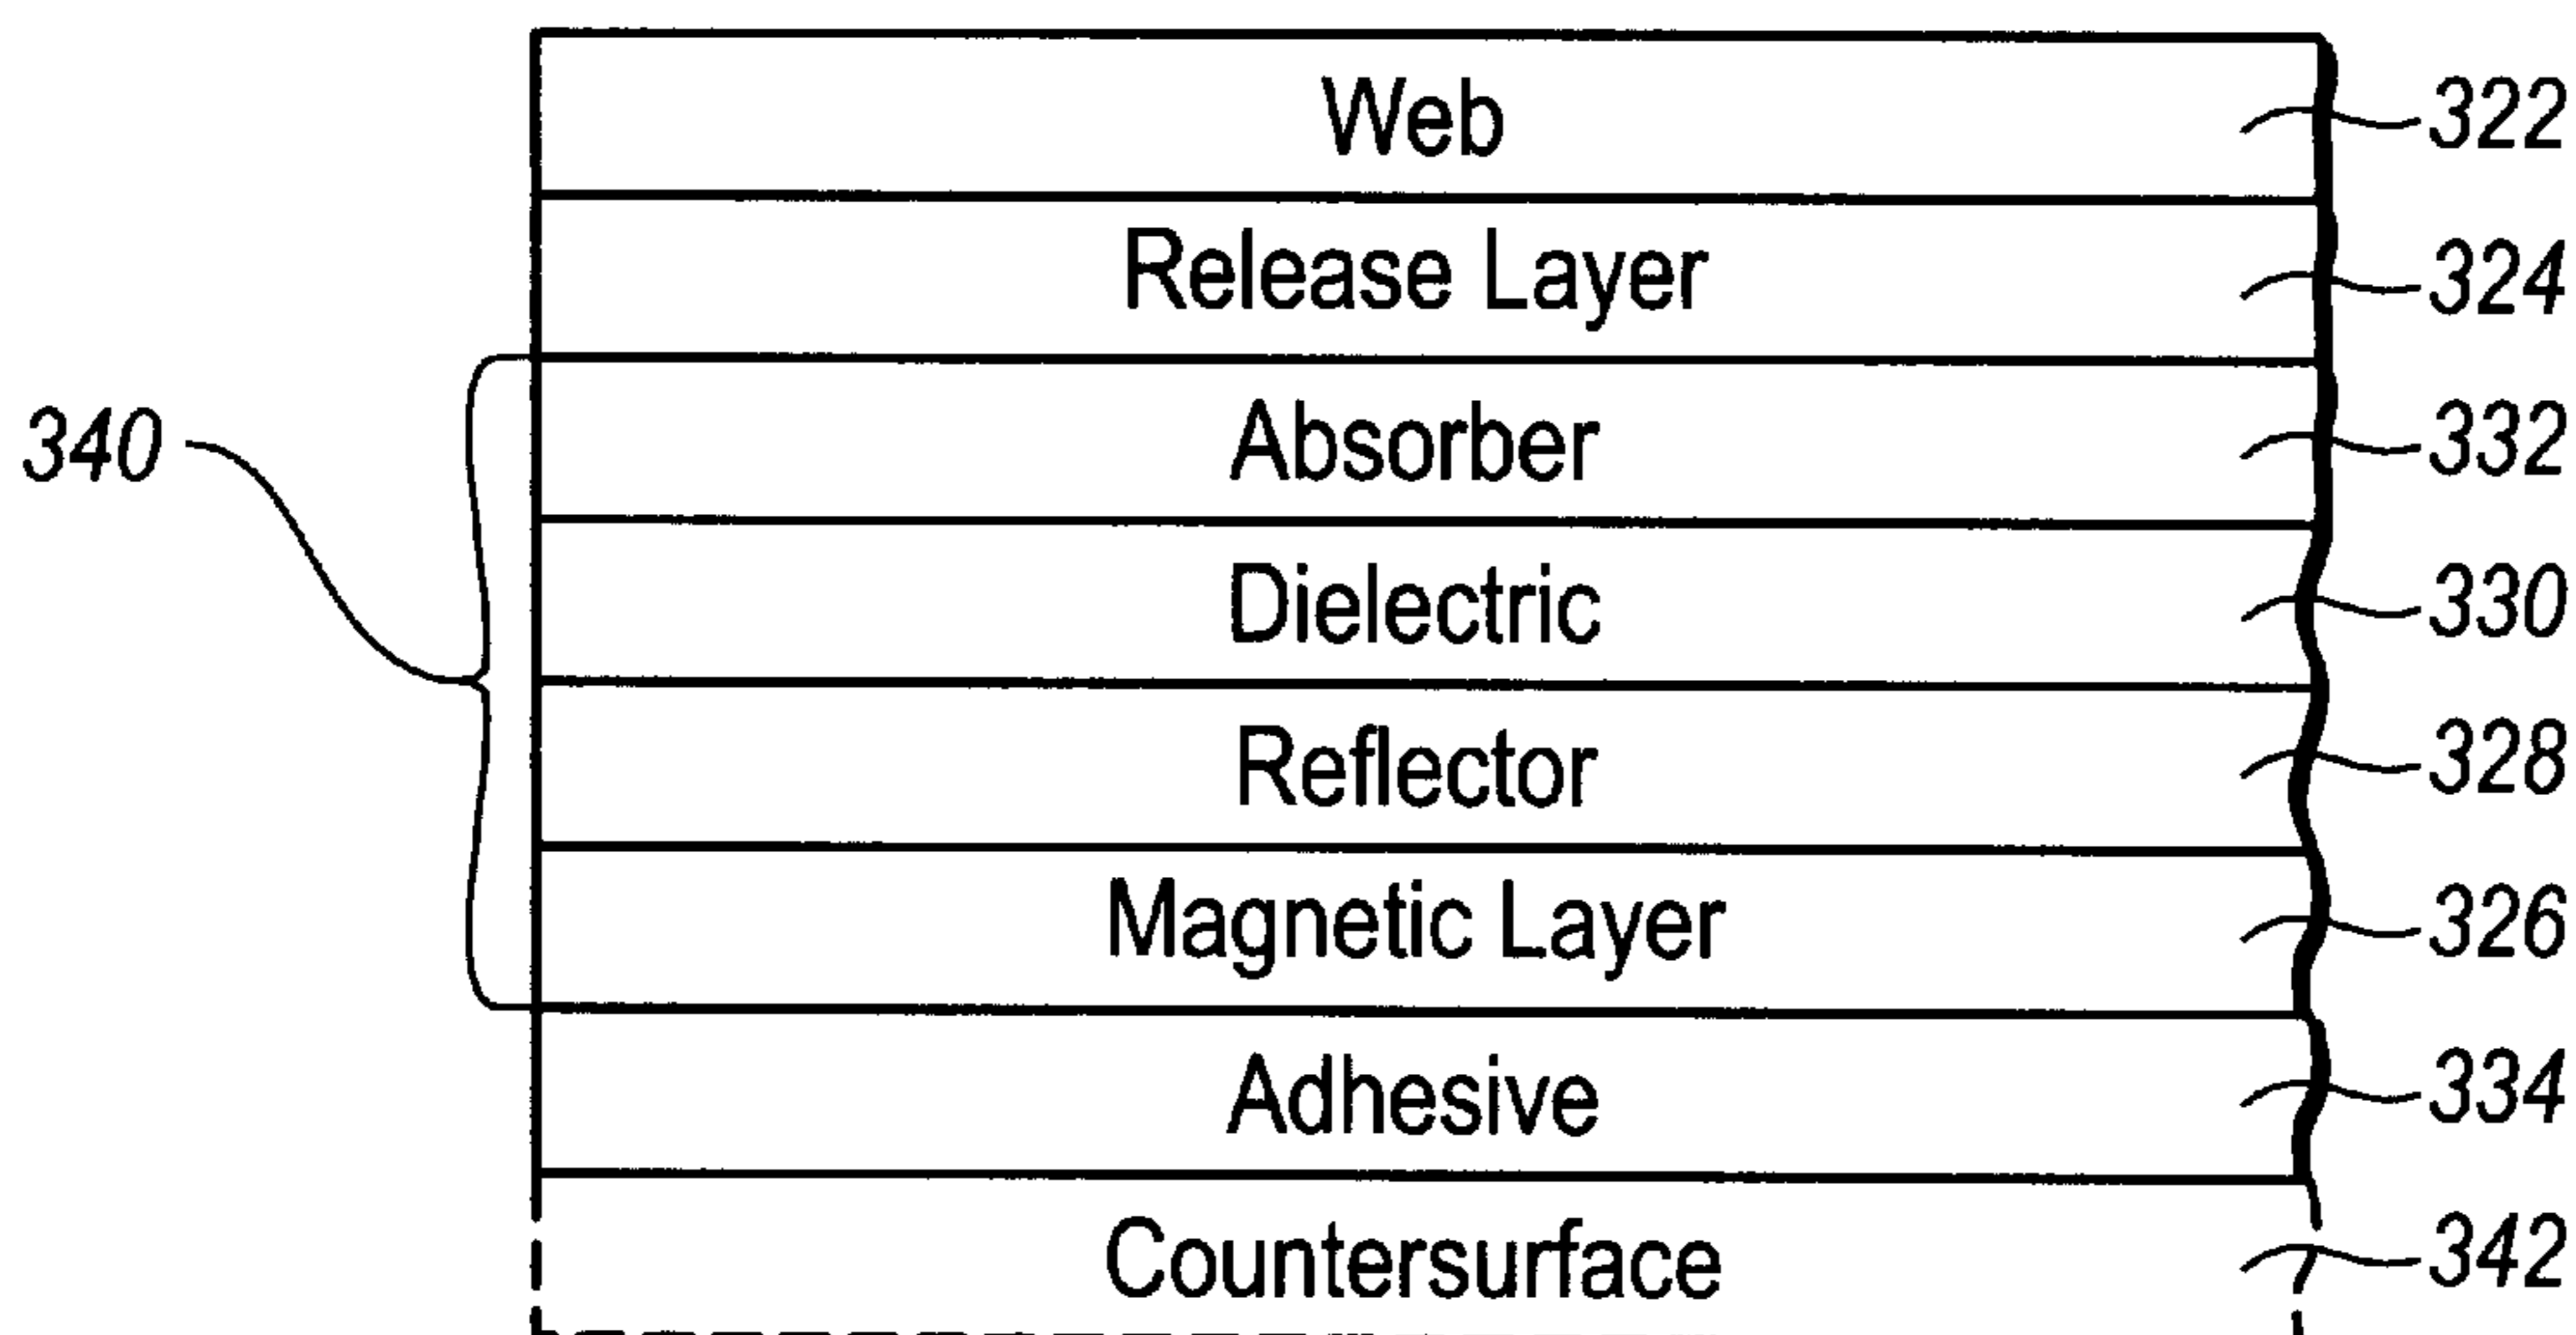 Web 322
Release Layer 324
Absorber 332
340
Dielectric 330
Reflector 328
Magnetic Layer 326
Adhesive 334
Countersurface 342